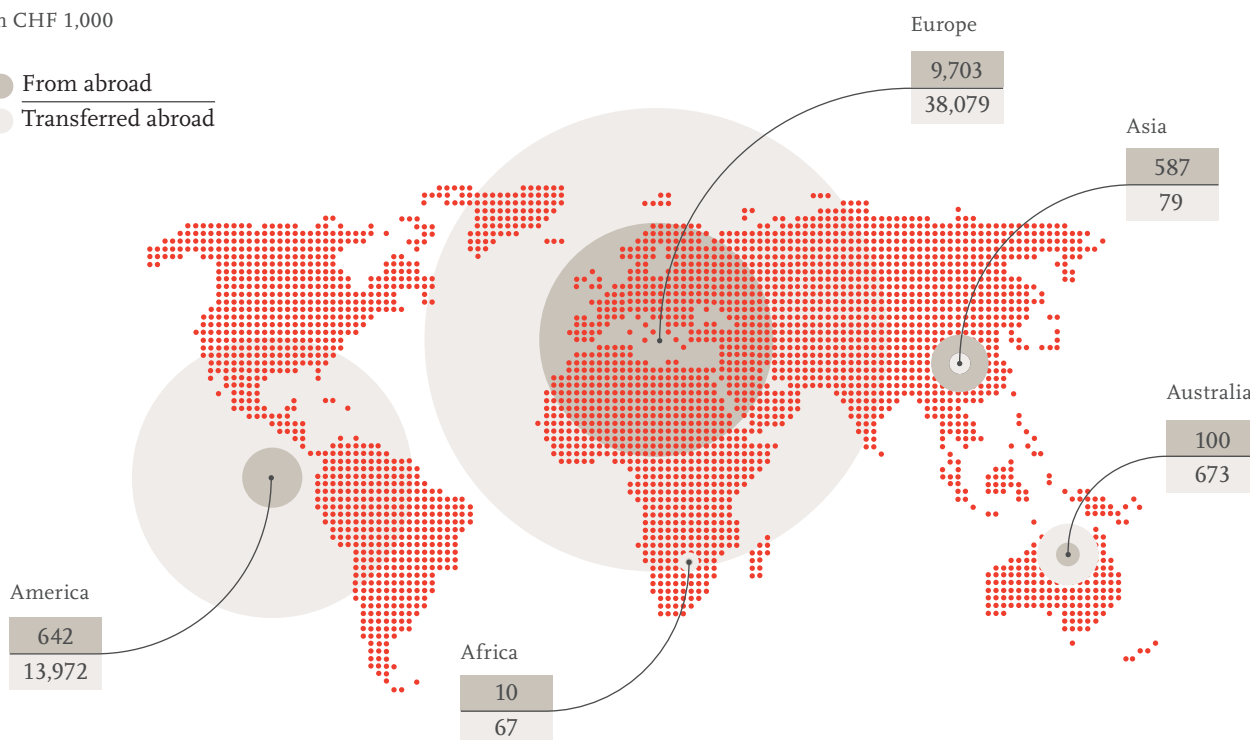 n CHF 1,000
From abroad
Transferred abroad
Europe
9,703
38,079
Asia
587
79
Australia
100
673
America
642
13,972
Africa
10
67